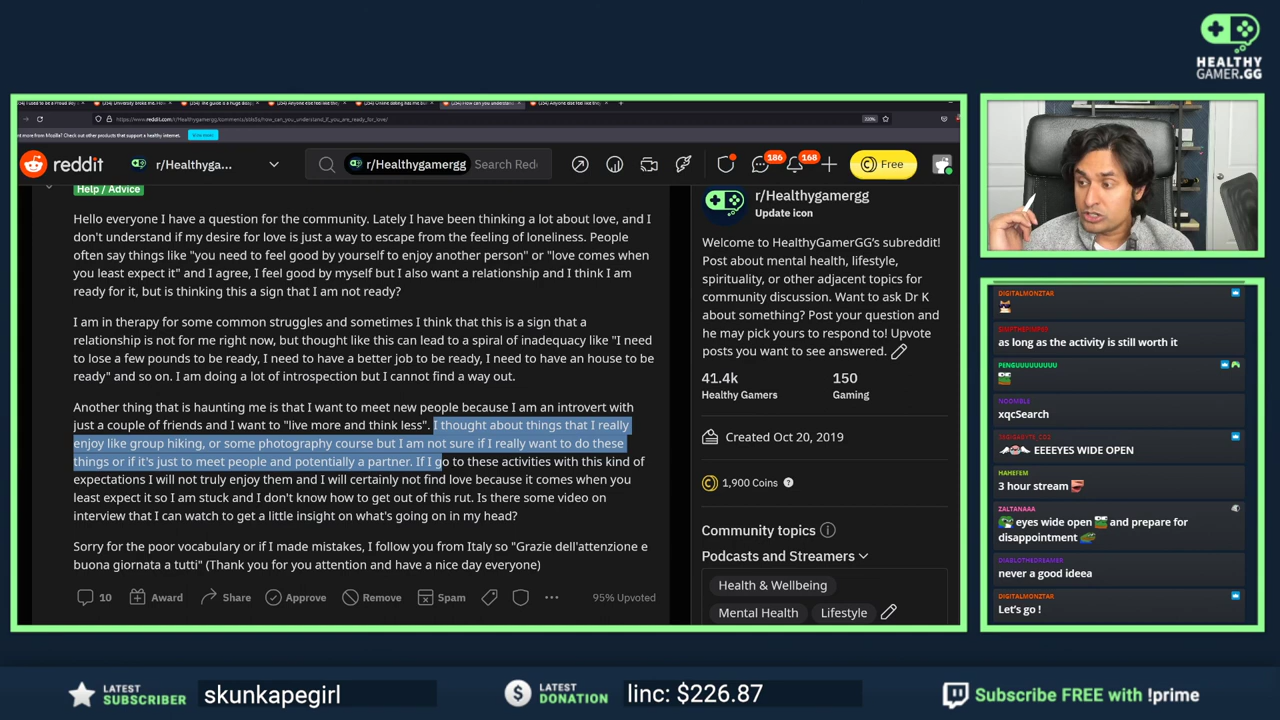 HEALTHY
GAMER.GG
https://www.reddit.com/r/Healthygamergg/comments/
100%
reddit
r/Healthyga...
r/Healthygamergg
Search Red
186
168
Free
Help / Advice
Hello everyone I have a question for the community. Lately I have been thinking a lot about love, and I
don't understand if my desire for love is just a way to escape from the feeling of loneliness. People
often say things like "you need to feel good by yourself to enjoy another person" or "love comes when
you least expect it" and I agree, I feel good by myself but I also want a relationship and I think I am
ready for it, but is thinking this a sign that I am not ready?
I am in therapy for some common struggles and sometimes I think that this is a sign that a
relationship is not for me right now, but thought like this can lead to a spiral of inadequacy like "I need
to lose a few pounds to be ready, I need to have a better job to be ready, I need to have an house to be
ready" and so on. I am doing a lot of introspection but I cannot find a way out.
Another thing that is haunting me is that I want to meet new people because I am an introvert with
just a couple of friends and I want to "live more and think less". I thought about things that I really
enjoy like group hiking, or some photography course but I am not sure if I really want to do these
things or if it's just to meet people and potentially a partner. If I go to these activities with this kind of
expectations I will not truly enjoy them and I will certainly not find love because it comes when you
least expect it so I am stuck and I don't know how to get out of this rut. Is there some video on
interview that I can watch to get a little insight on what's going on in my head?
Sorry for the poor vocabulary or if I made mistakes, I follow you from Italy so "Grazie dell'attenzione e
buona giornata a tutti" (Thank you for you attention and have a nice day everyone)
10
Award
Share
Approve
Remove
Spam
95% Upvoted
r/Healthygamergg
Update icon
Welcome to HealthyGamerGG's subreddit!
Post about mental health, lifestyle,
spirituality, or other adjacent topics for
community discussion. Want to ask Dr K
about something? Post your question and
he may pick yours to respond to! Upvote
posts you want to see answered.
41.4k
150
Healthy Gamers
Gaming
Created Oct 20, 2019
1,900 Coins
Community topics
Podcasts and Streamers
Health & Wellbeing
Mental Health
Lifestyle
DIGITALMONZTAR
as long as the activity is still worth it
PENGUUUUUUUUU
NOOMBLE
xqcSearch
EEEEYES WIDE OPEN
HAHEFEM
3 hour stream
ZALTANAAA
eyes wide open and prepare for
disappointment
DIABLOTHEDREAMER
never a good ideea
DIGITALMONZTAR
Let's go !
LATEST
SUBSCRIBER
skunkapegirl
LATEST
DONATION
linc: $226.87
Subscribe FREE with !prime